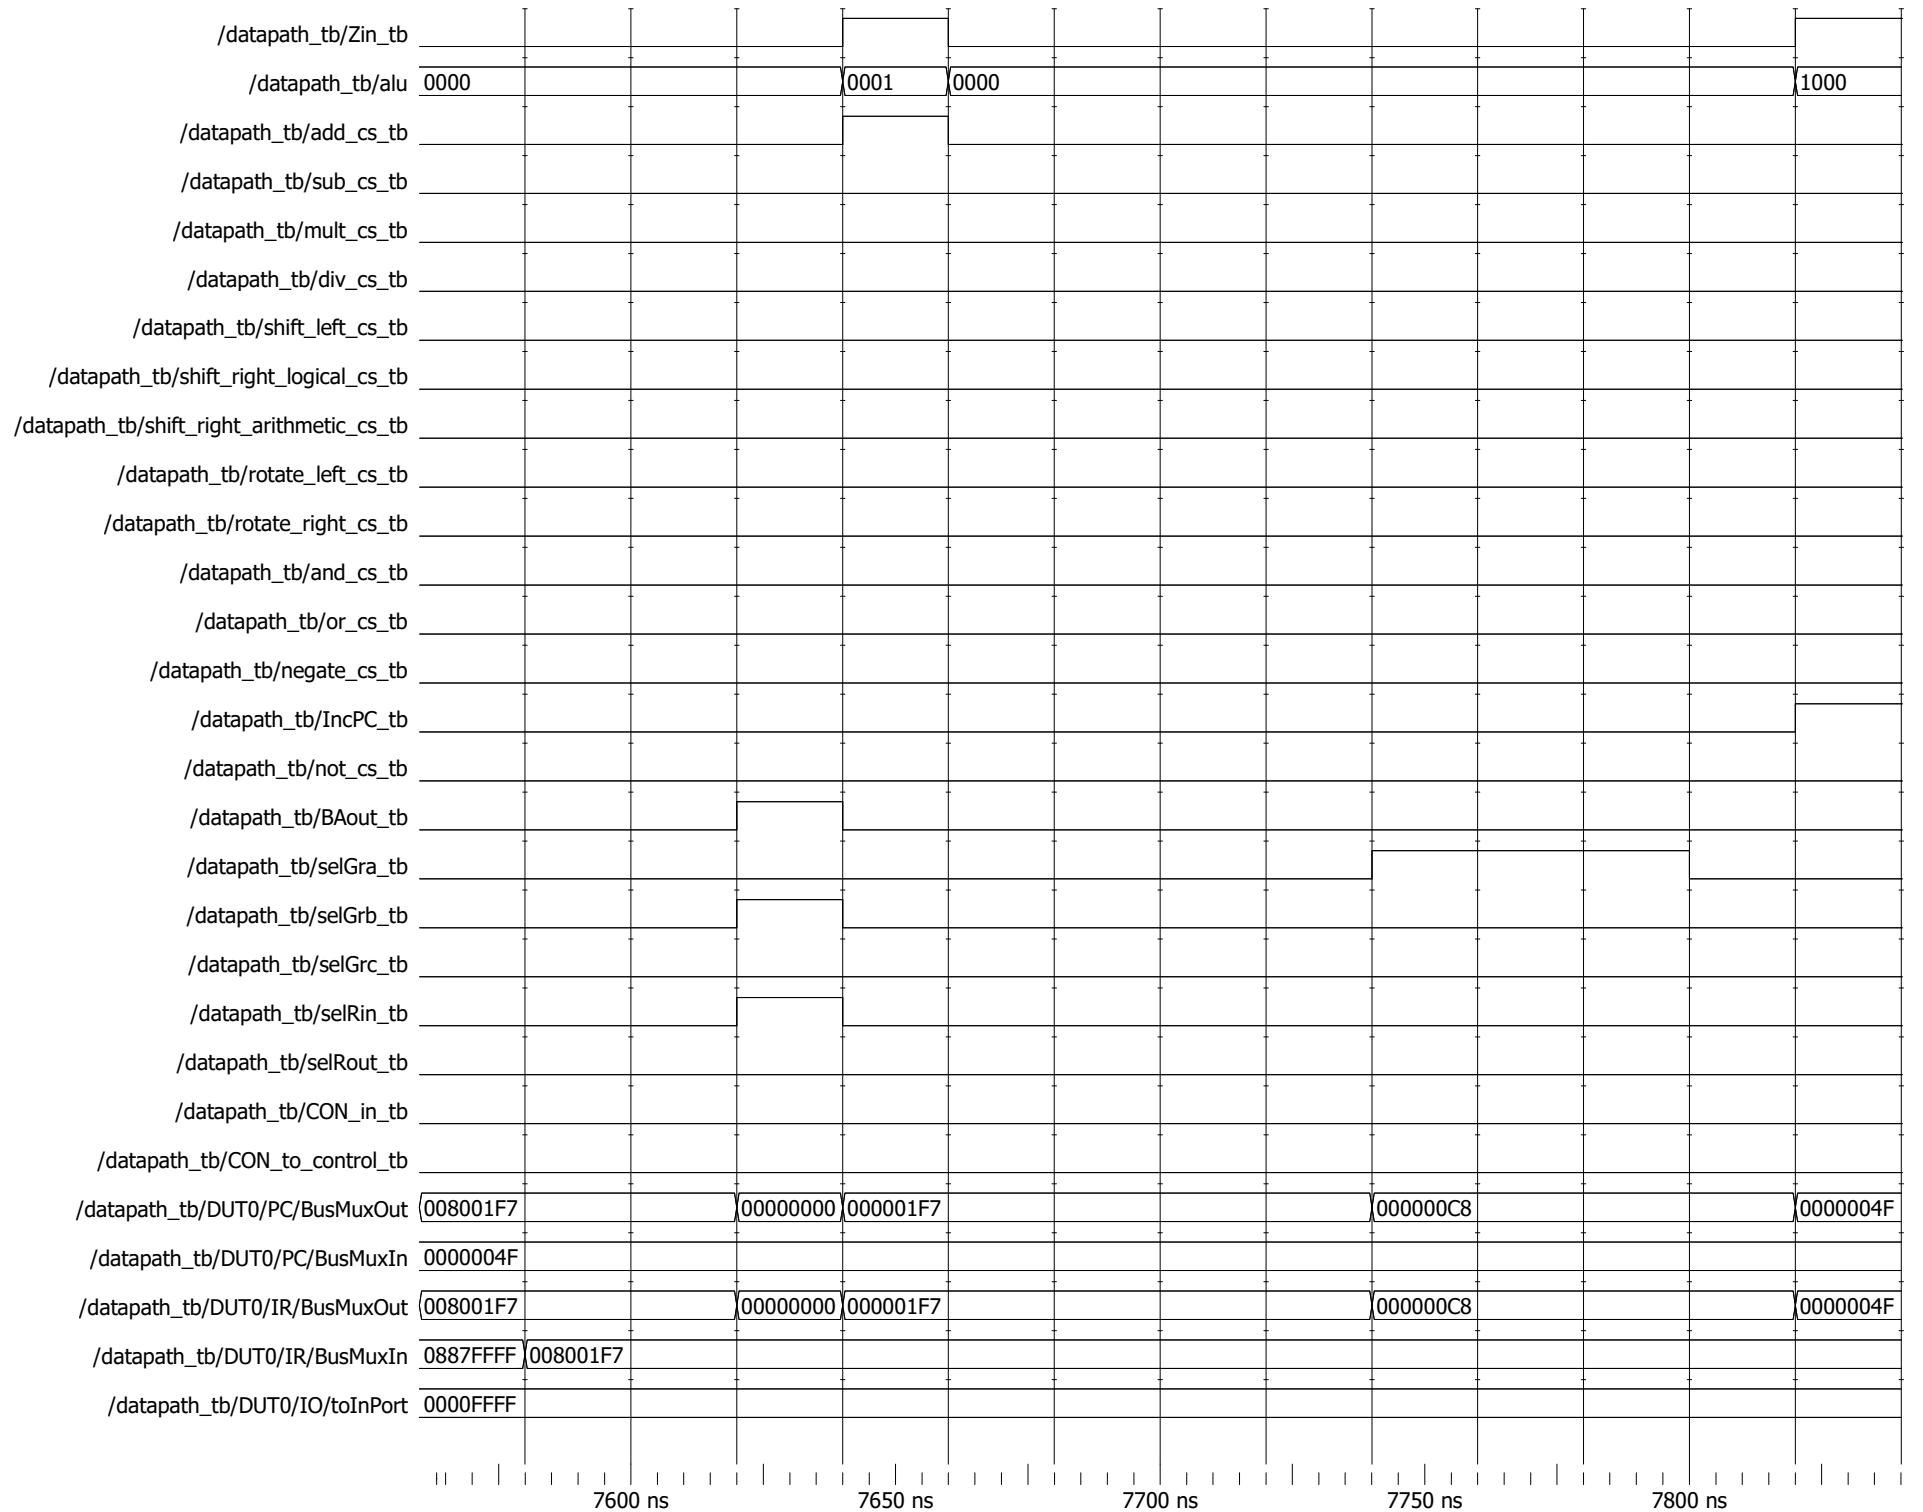 /datapath_tb/Zin_tb
/datapath_tb/alu 0000 0001 0000 1000
/datapath_tb/add_cs_tb
/datapath_tb/sub_cs_tb
/datapath_tb/mult_cs_tb
/datapath_tb/div_cs_tb
/datapath_tb/shift_left_cs_tb
/datapath_tb/shift_right_logical_cs_tb
/datapath_tb/shift_right_arithmetic_cs_tb
/datapath_tb/rotate_left_cs_tb
/datapath_tb/rotate_right_cs_tb
/datapath_tb/and_cs_tb
/datapath_tb/or_cs_tb
/datapath_tb/negate_cs_tb
/datapath_tb/IncPC_tb
/datapath_tb/not_cs_tb
/datapath_tb/BAout_tb
/datapath_tb/selGra_tb
/datapath_tb/selGrb_tb
/datapath_tb/selGrc_tb
/datapath_tb/selRin_tb
/datapath_tb/selRout_tb
/datapath_tb/CON_in_tb
/datapath_tb/CON_to_control_tb
/datapath_tb/DUT0/PC/BusMuxOut 008001F7 00000000 000001F7 000000C8 0000004F
/datapath_tb/DUT0/PC/BusMuxIn 0000004F
/datapath_tb/DUT0/IR/BusMuxOut 008001F7 00000000 000001F7 000000C8 0000004F
/datapath_tb/DUT0/IR/BusMuxIn 0887FFFF 008001F7
/datapath_tb/DUT0/IO/toInPort 0000FFFF
7600 ns 7650 ns 7700 ns 7750 ns 7800 ns